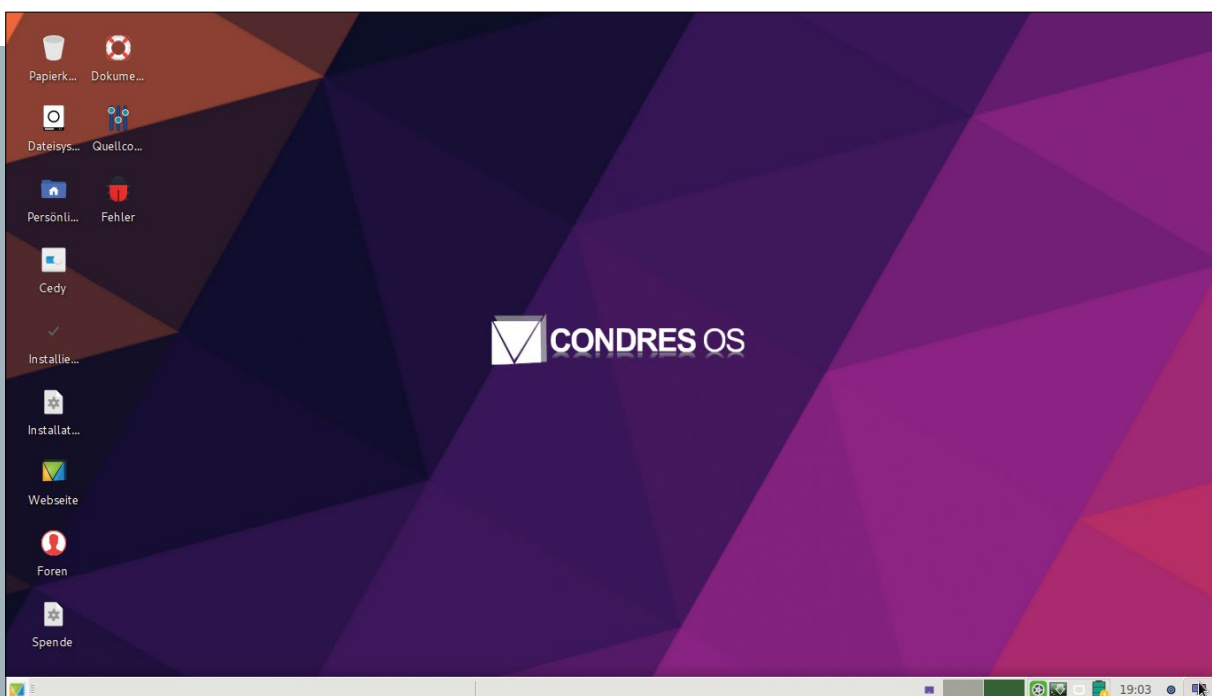 Papierk...
Dokume...
Dateisys...
Quellco...
Persönli...
Fehler
Cedy
Installie...
Installat...
Webseite
Foren
Spende
CONDRES OS
19:03